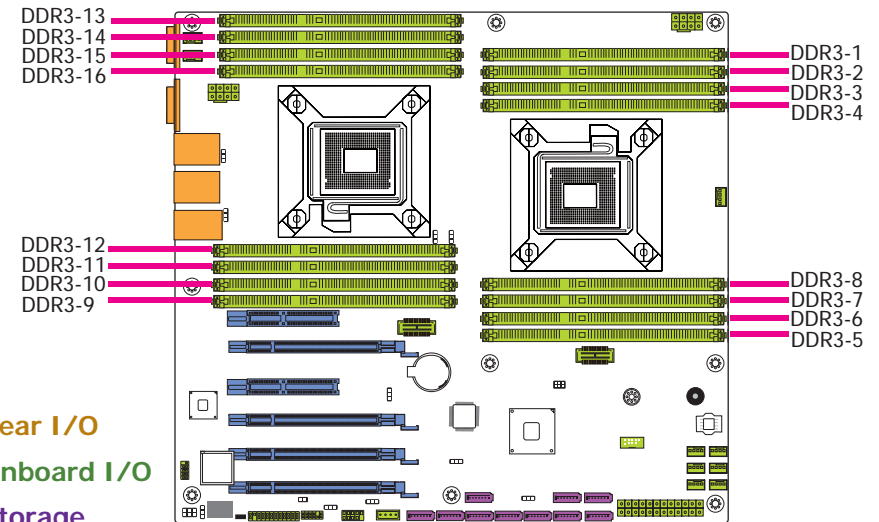 DDR3-13
DDR3-14
DDR3-15
DDR3-16
DDR3-1
DDR3-2
DDR3-3
DDR3-4
DDR3-12
DDR3-11
DDR3-10
DDR3-9
DDR3-8
DDR3-7
DDR3-6
DDR3-5
ear I/O
nboard I/O
torage